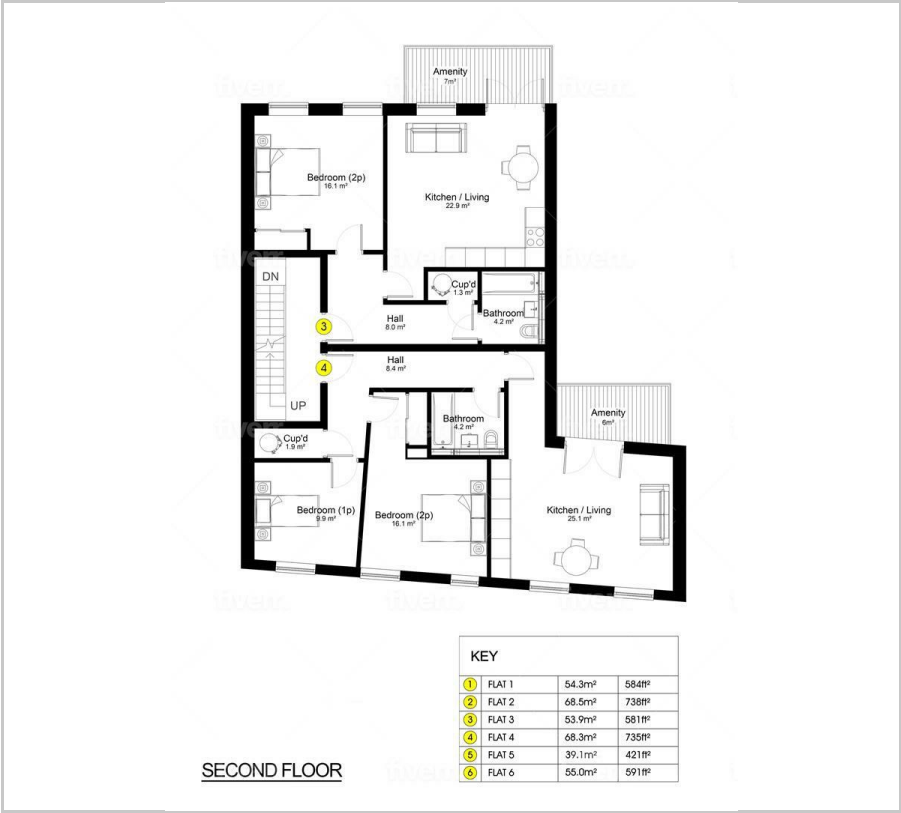 Amenity
7m²
Bedroom (2p)
16.1 m²
Kitchen / Living
22.9 m²
DN
Cup'd
1.3 m²
Bathroom
4.2 m²
Hall
8.0 m²
3
4
Hall
8.4 m²
UP
Cup'd
1.9 m²
Bathroom
4.2 m²
Amenity
6m²
Bedroom (1p)
9.9 m²
Bedroom (2p)
16.1 m²
Kitchen / Living
25.1 m²
KEY
1 FLAT 1 54.3m² 584ft²
2 FLAT 2 68.5m² 738ft²
3 FLAT 3 53.9m² 581ft²
4 FLAT 4 68.3m² 735ft²
5 FLAT 5 39.1m² 421ft²
6 FLAT 6 55.0m² 591ft²
SECOND FLOOR
fiverr.